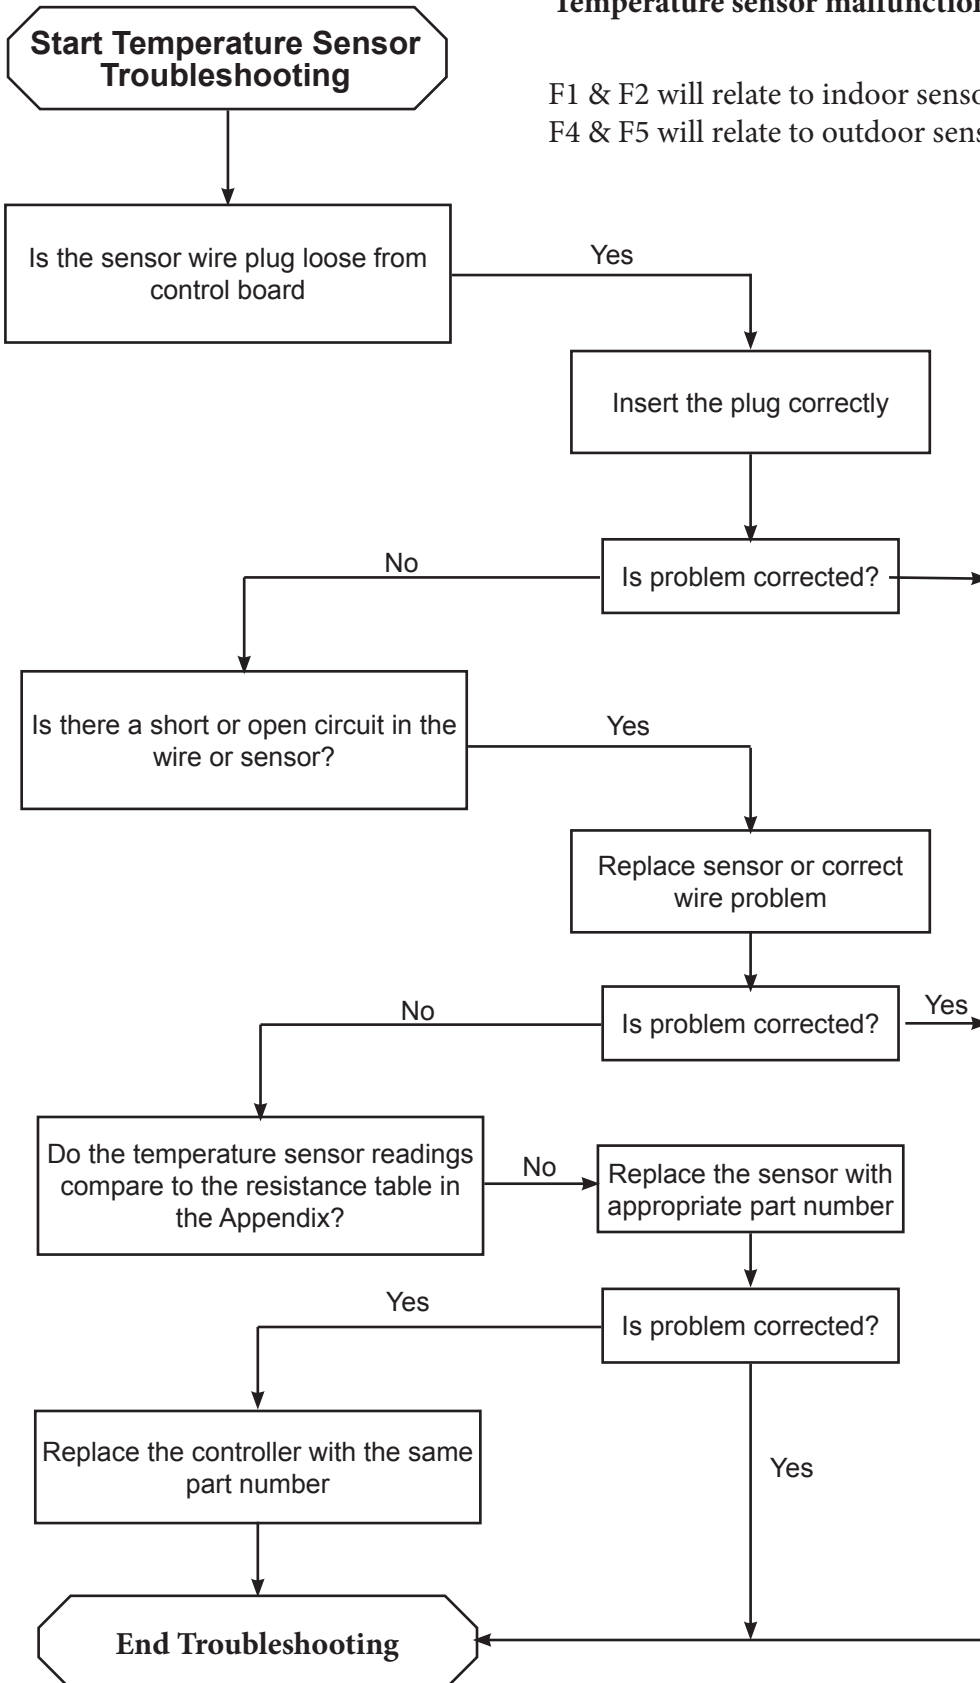 Temperature sensor malfunction
Start Temperature Sensor
Troubleshooting
F1 & F2 will relate to indoor
F4 & F5 will relate to outdoor
Is the sensor wire plug loose from
control board
Yes
Insert the plug correctly
No
Is problem corrected?
Is there a short or open circuit in the
wire or sensor?
Yes
Replace sensor or correct
wire problem
No
Is problem corrected?
Yes
Do the temperature sensor readings
compare to the resistance table in
the Appendix?
No
Replace the sensor with
appropriate part number
Yes
Is problem corrected?
Replace the controller with the same
part number
Yes
End Troubleshooting